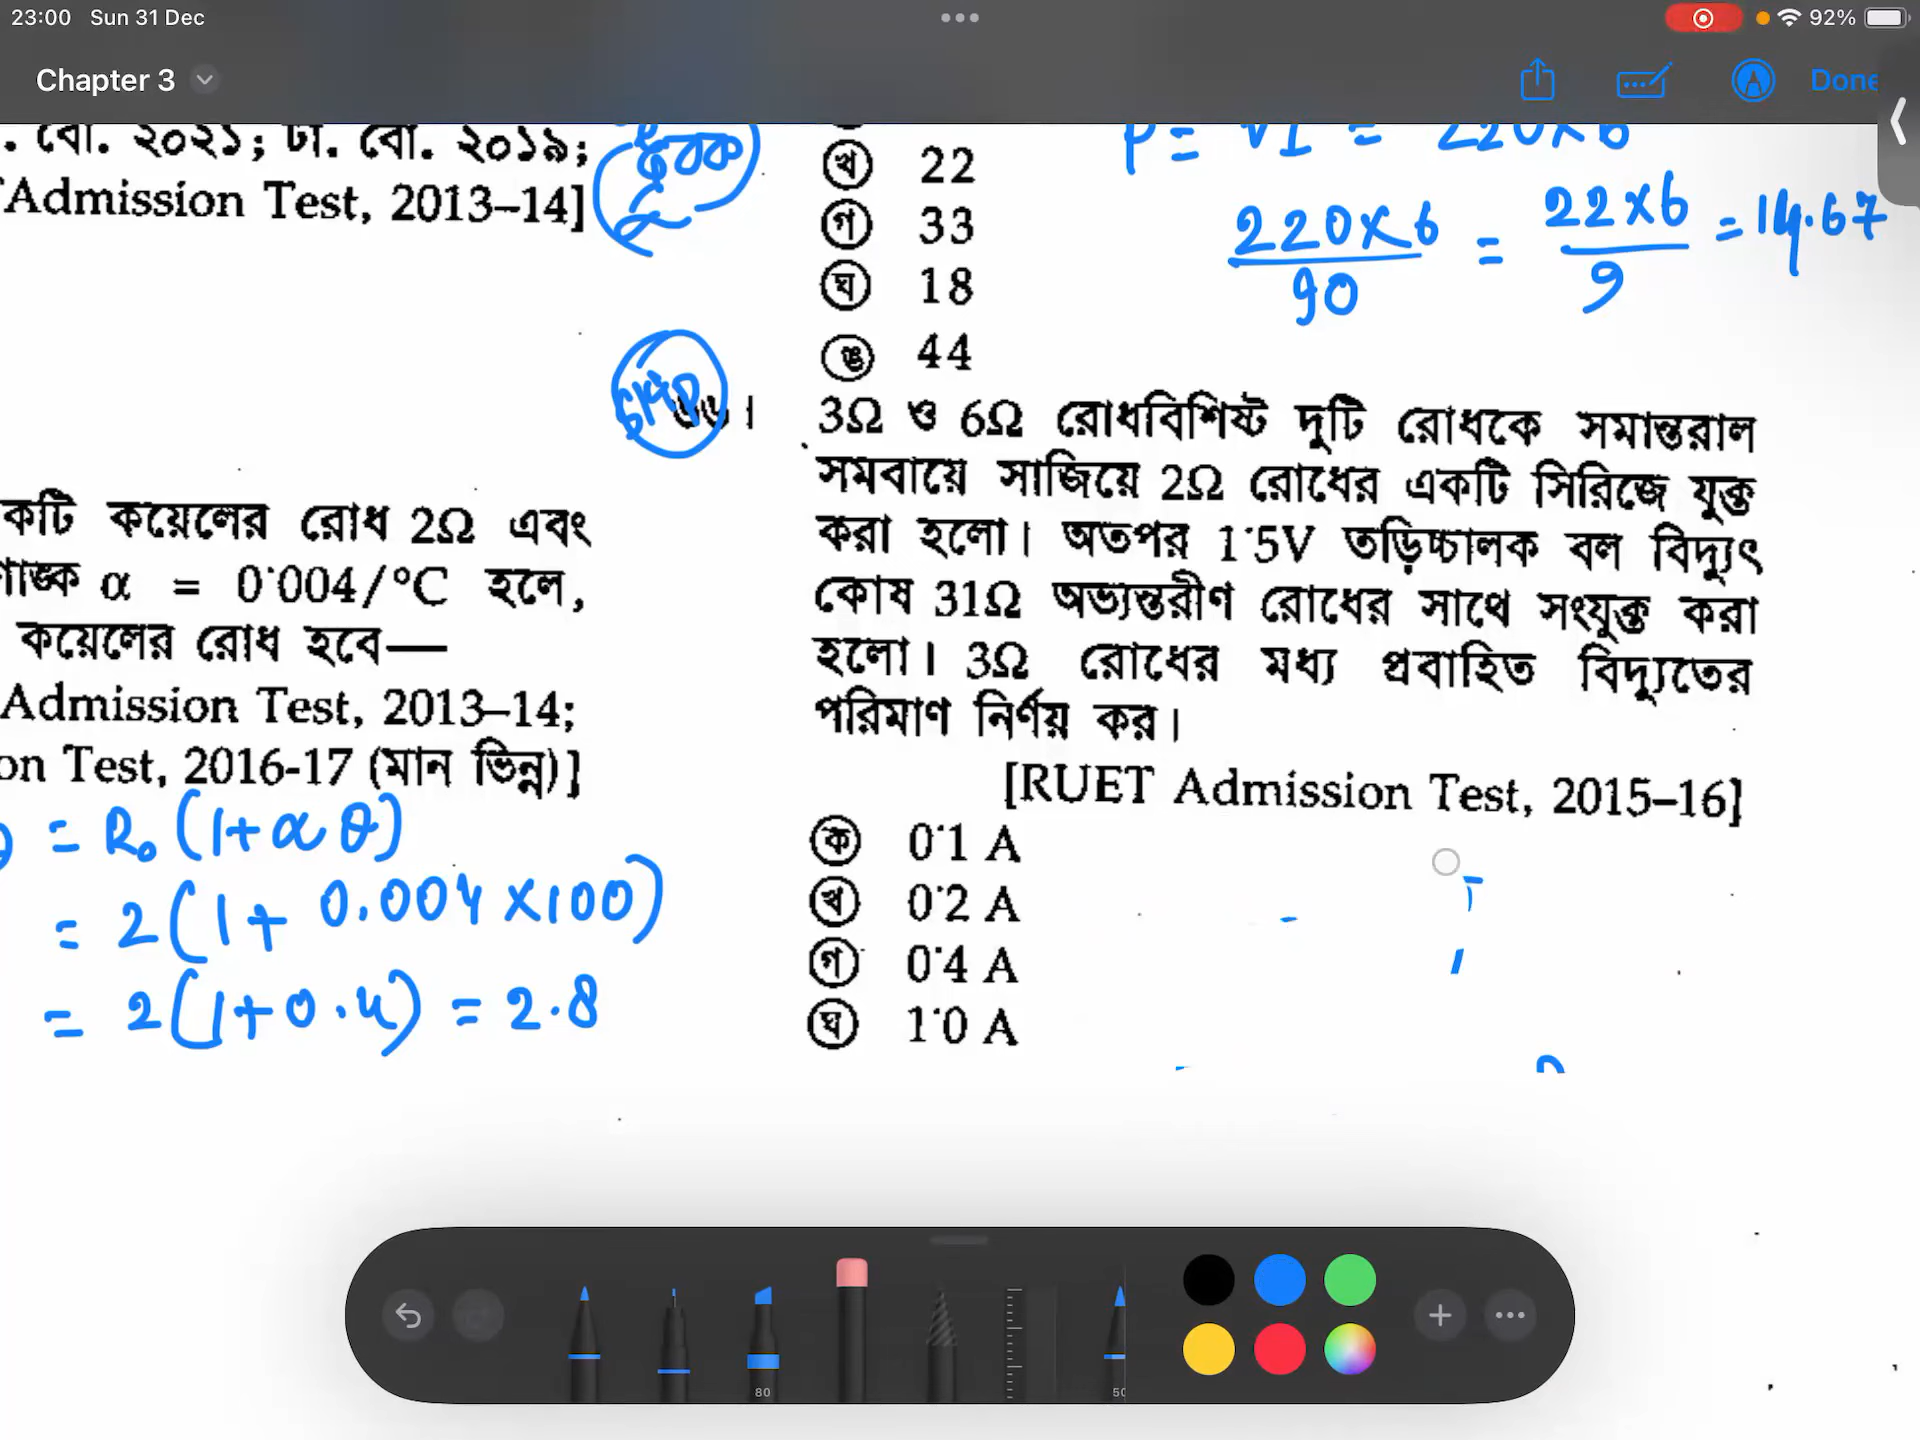 23:00 Sun 31 Dec
92%
Chapter 3
Done
. বো. ২০২১; ঢা. বো. ২০১৯;
Admission Test, 2013–14]
কটি কয়েলের রোধ 2Ω এবং
ণাঙ্ক α = 0·004/°C হলে,
কয়েলের রোধ হবে—
Admission Test, 2013–14;
on Test, 2016-17 (মান ভিন্ন)]
= R₀ (1+αθ)
= 2(1+ 0.004×100)
= 2(1+0.4) = 2.8
খ 22
গ 33
ঘ 18
ঙ 44
P = VI = 220×6
220×6/90 = 22×6/9 = 14.67
skip
৬৬। 3Ω ও 6Ω রোধবিশিষ্ট দুটি রোধকে সমান্তরাল
সমবায়ে সাজিয়ে 2Ω রোধের একটি সিরিজে যুক্ত
করা হলো। অতপর 1·5V তড়িচ্চালক বল বিদ্যুৎ
কোষ 31Ω অভ্যন্তরীণ রোধের সাথে সংযুক্ত করা
হলো। 3Ω রোধের মধ্য প্রবাহিত বিদ্যুতের
পরিমাণ নির্ণয় কর।
[RUET Admission Test, 2015–16]
ক 0·1 A
খ 0·2 A
গ 0·4 A
ঘ 1·0 A
80
50